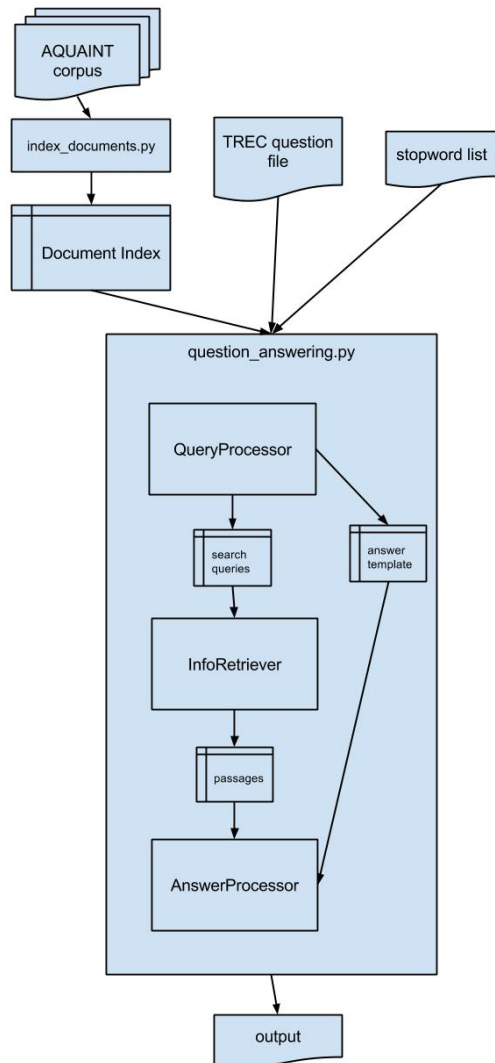 AQUAINT
corpus
index_documents.py
TREC question
file
stopword list
Document Index
question_answering.py
QueryProcessor
search
queries
answer
template
InfoRetriever
passages
AnswerProcessor
output